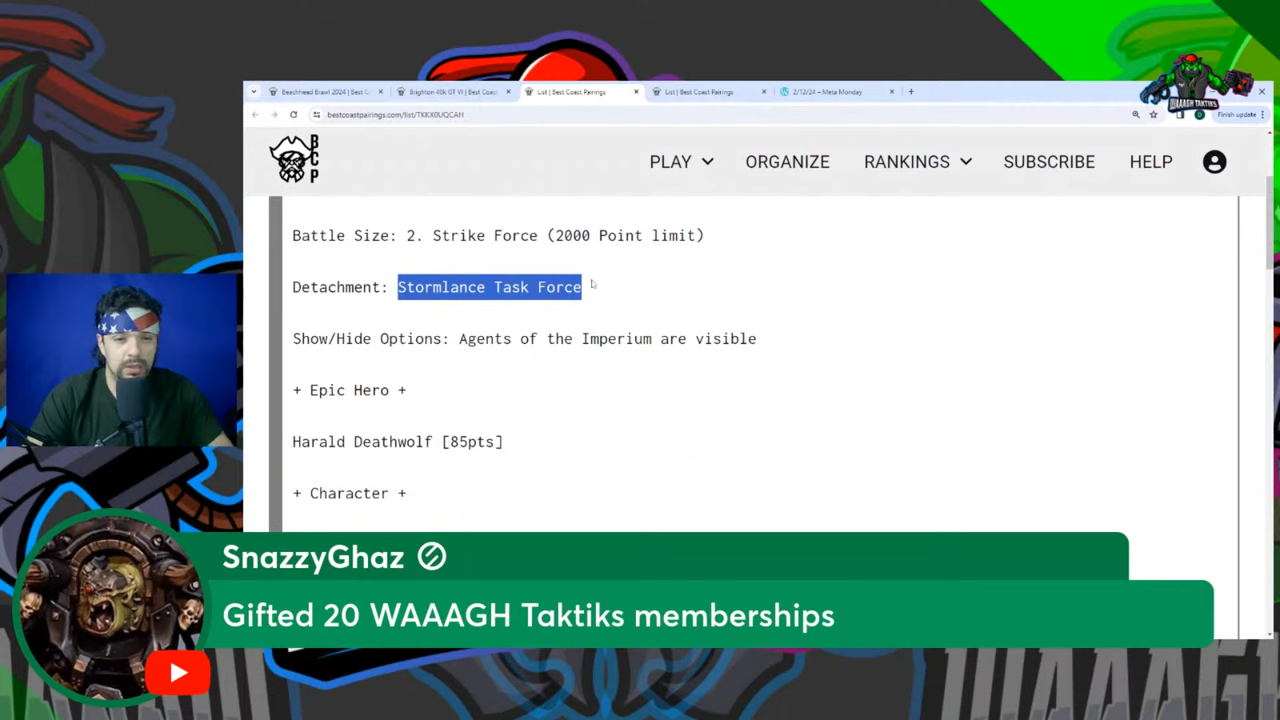 WAAAGH
TAKTIKS
Beachhead Brawl 2024 | Best C
Brighton 40k GT VI | Best Coast
List | Best Coast Pairings
List | Best Coast Pairings
2/12/24 – Meta Monday
bestcoastpairings.com/list/TKKX0UQCAH
Finish update
B
C
P
PLAY
ORGANIZE
RANKINGS
SUBSCRIBE
HELP
Battle Size: 2. Strike Force (2000 Point limit)
Detachment: Stormlance Task Force
Show/Hide Options: Agents of the Imperium are visible
+ Epic Hero +
Harald Deathwolf [85pts]
+ Character +
SnazzyGhaz
Gifted 20 WAAAGH Taktiks memberships